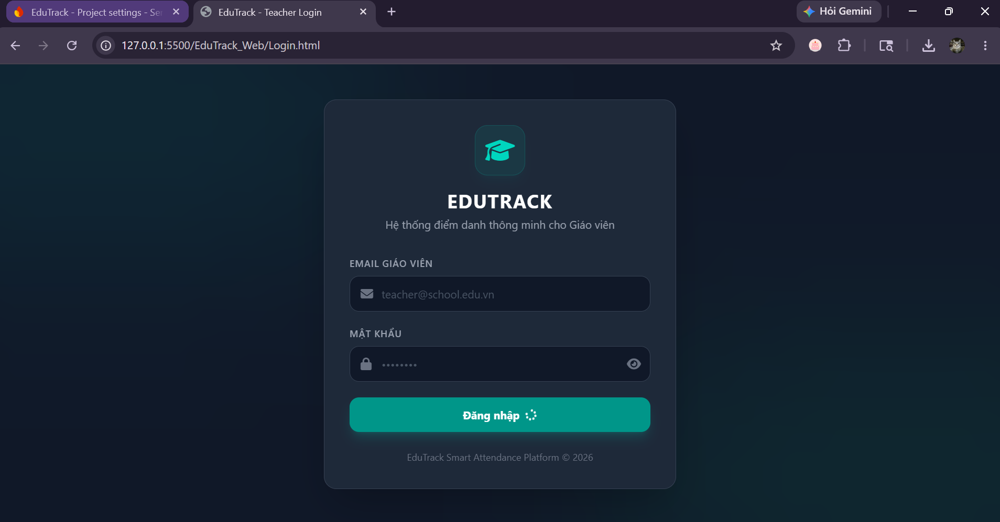 EduTrack - Project settings - Ser
EduTrack - Teacher Login
Hỏi Gemini
127.0.0.1:5500/EduTrack_Web/Login.html
EDUTRACK
Hệ thống điểm danh thông minh cho Giáo viên
EMAIL GIÁO VIÊN
teacher@school.edu.vn
MẬT KHẨU
••••••••
Đăng nhập
EduTrack Smart Attendance Platform © 2026